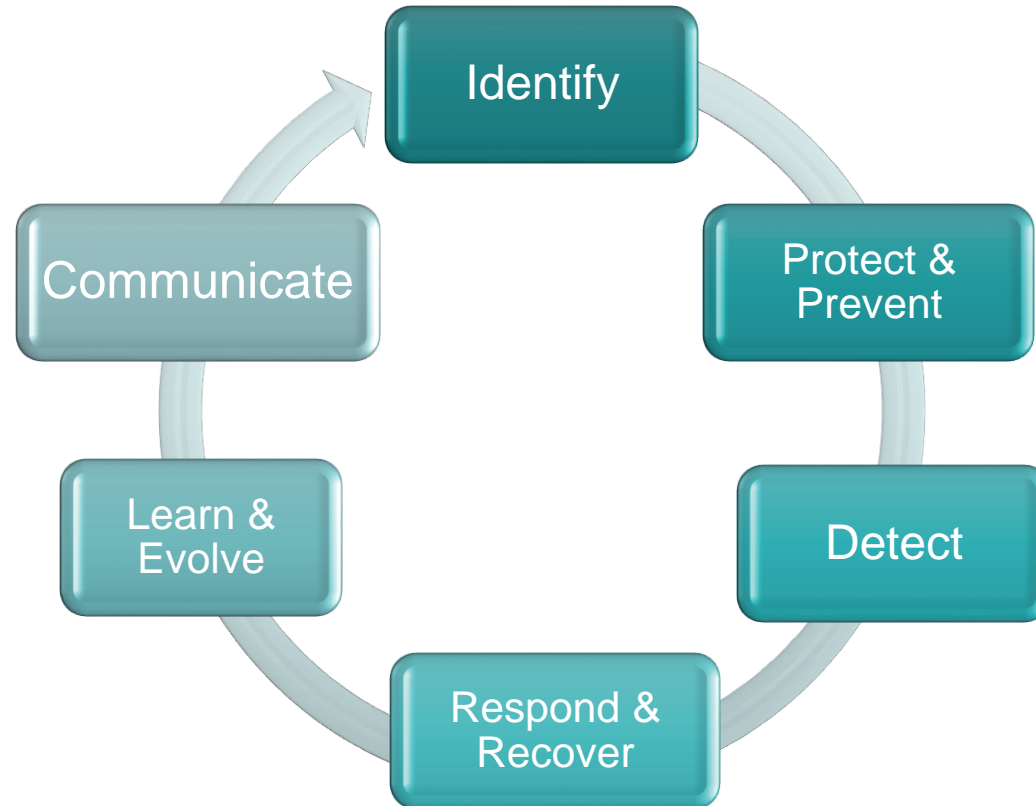 Identify
Protect &
Prevent
Detect
Respond &
Recover
Learn &
Evolve
Communicate